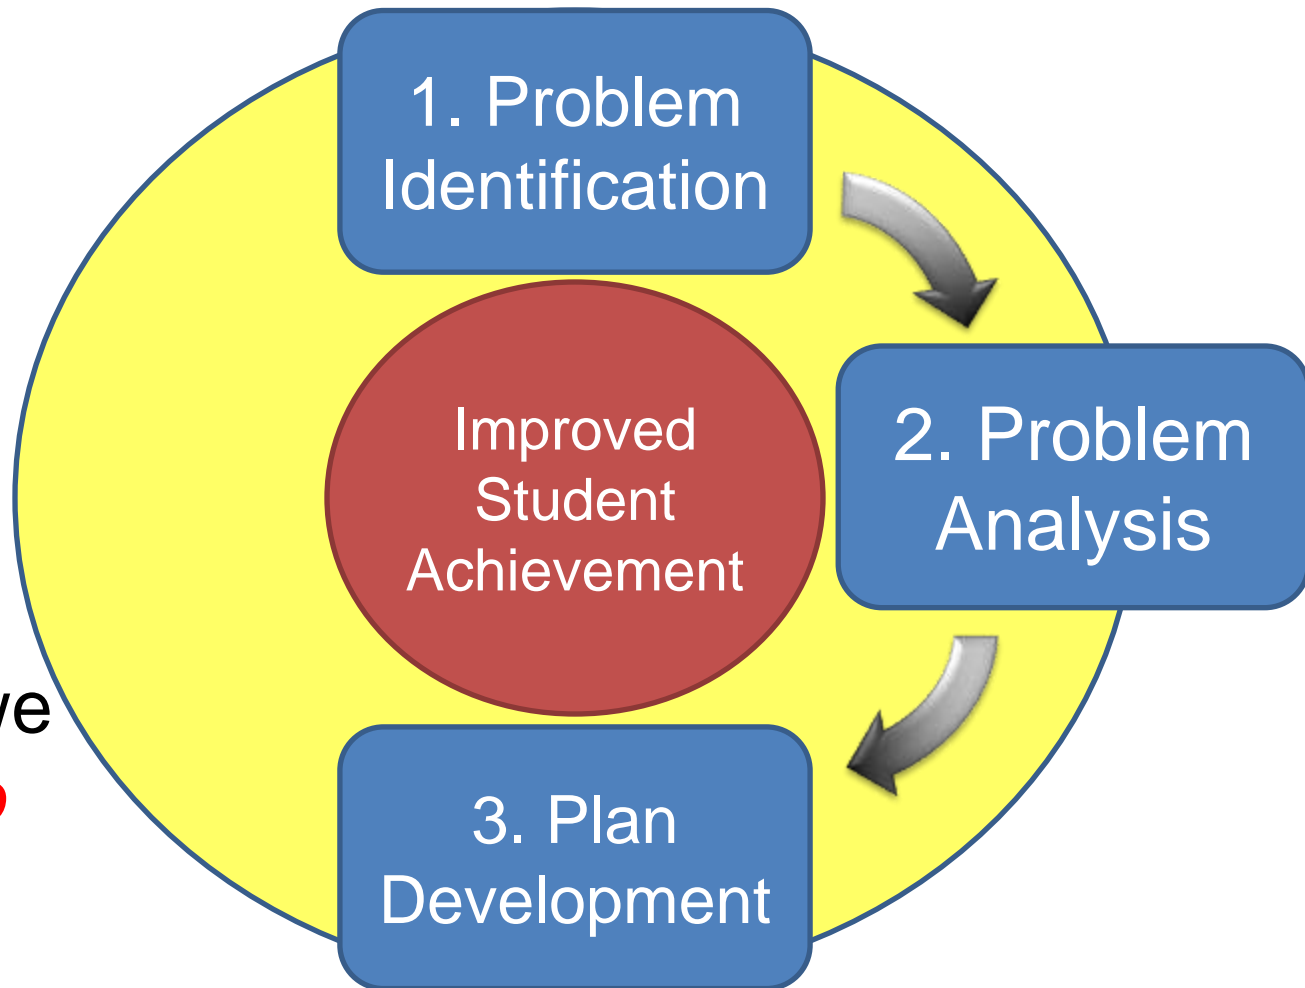 1. Problem
Identification
2. Problem
Analysis
Improved
Student
Achievement
3. Plan
Development